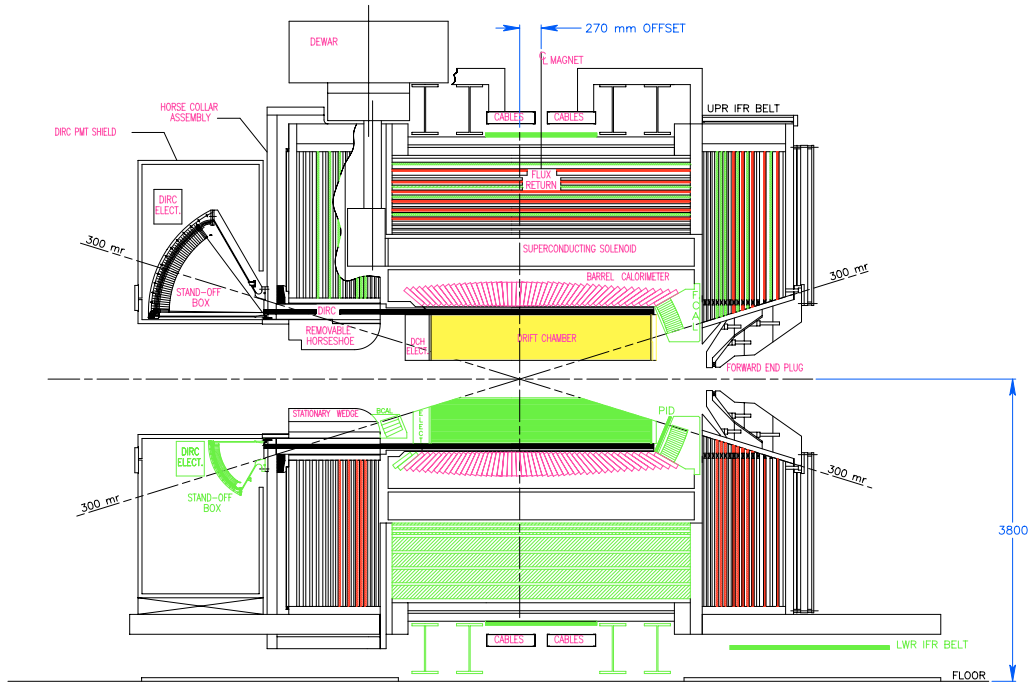 270 mm OFFSET
DEWAR
℄ MAGNET
HORSE COLLAR
ASSEMBLY
CABLES
CABLES
UPR IFR BELT
DIRC PMT SHIELD
FLUX
RETURN
DIRC
ELECT.
300 mr
SUPERCONDUCTING SOLENOID
BARREL CALORIMETER
300 mr
STAND-OFF
BOX
FCAL
DIRC
REMOVABLE
HORSESHOE
DCH
ELECT.
DRIFT CHAMBER
FORWARD END PLUG
STATIONARY WEDGE
BCAL
PID
DIRC
ELECT.
STAND-OFF
BOX
300 mr
300 mr
3800
CABLES
CABLES
LWR IFR BELT
FLOOR